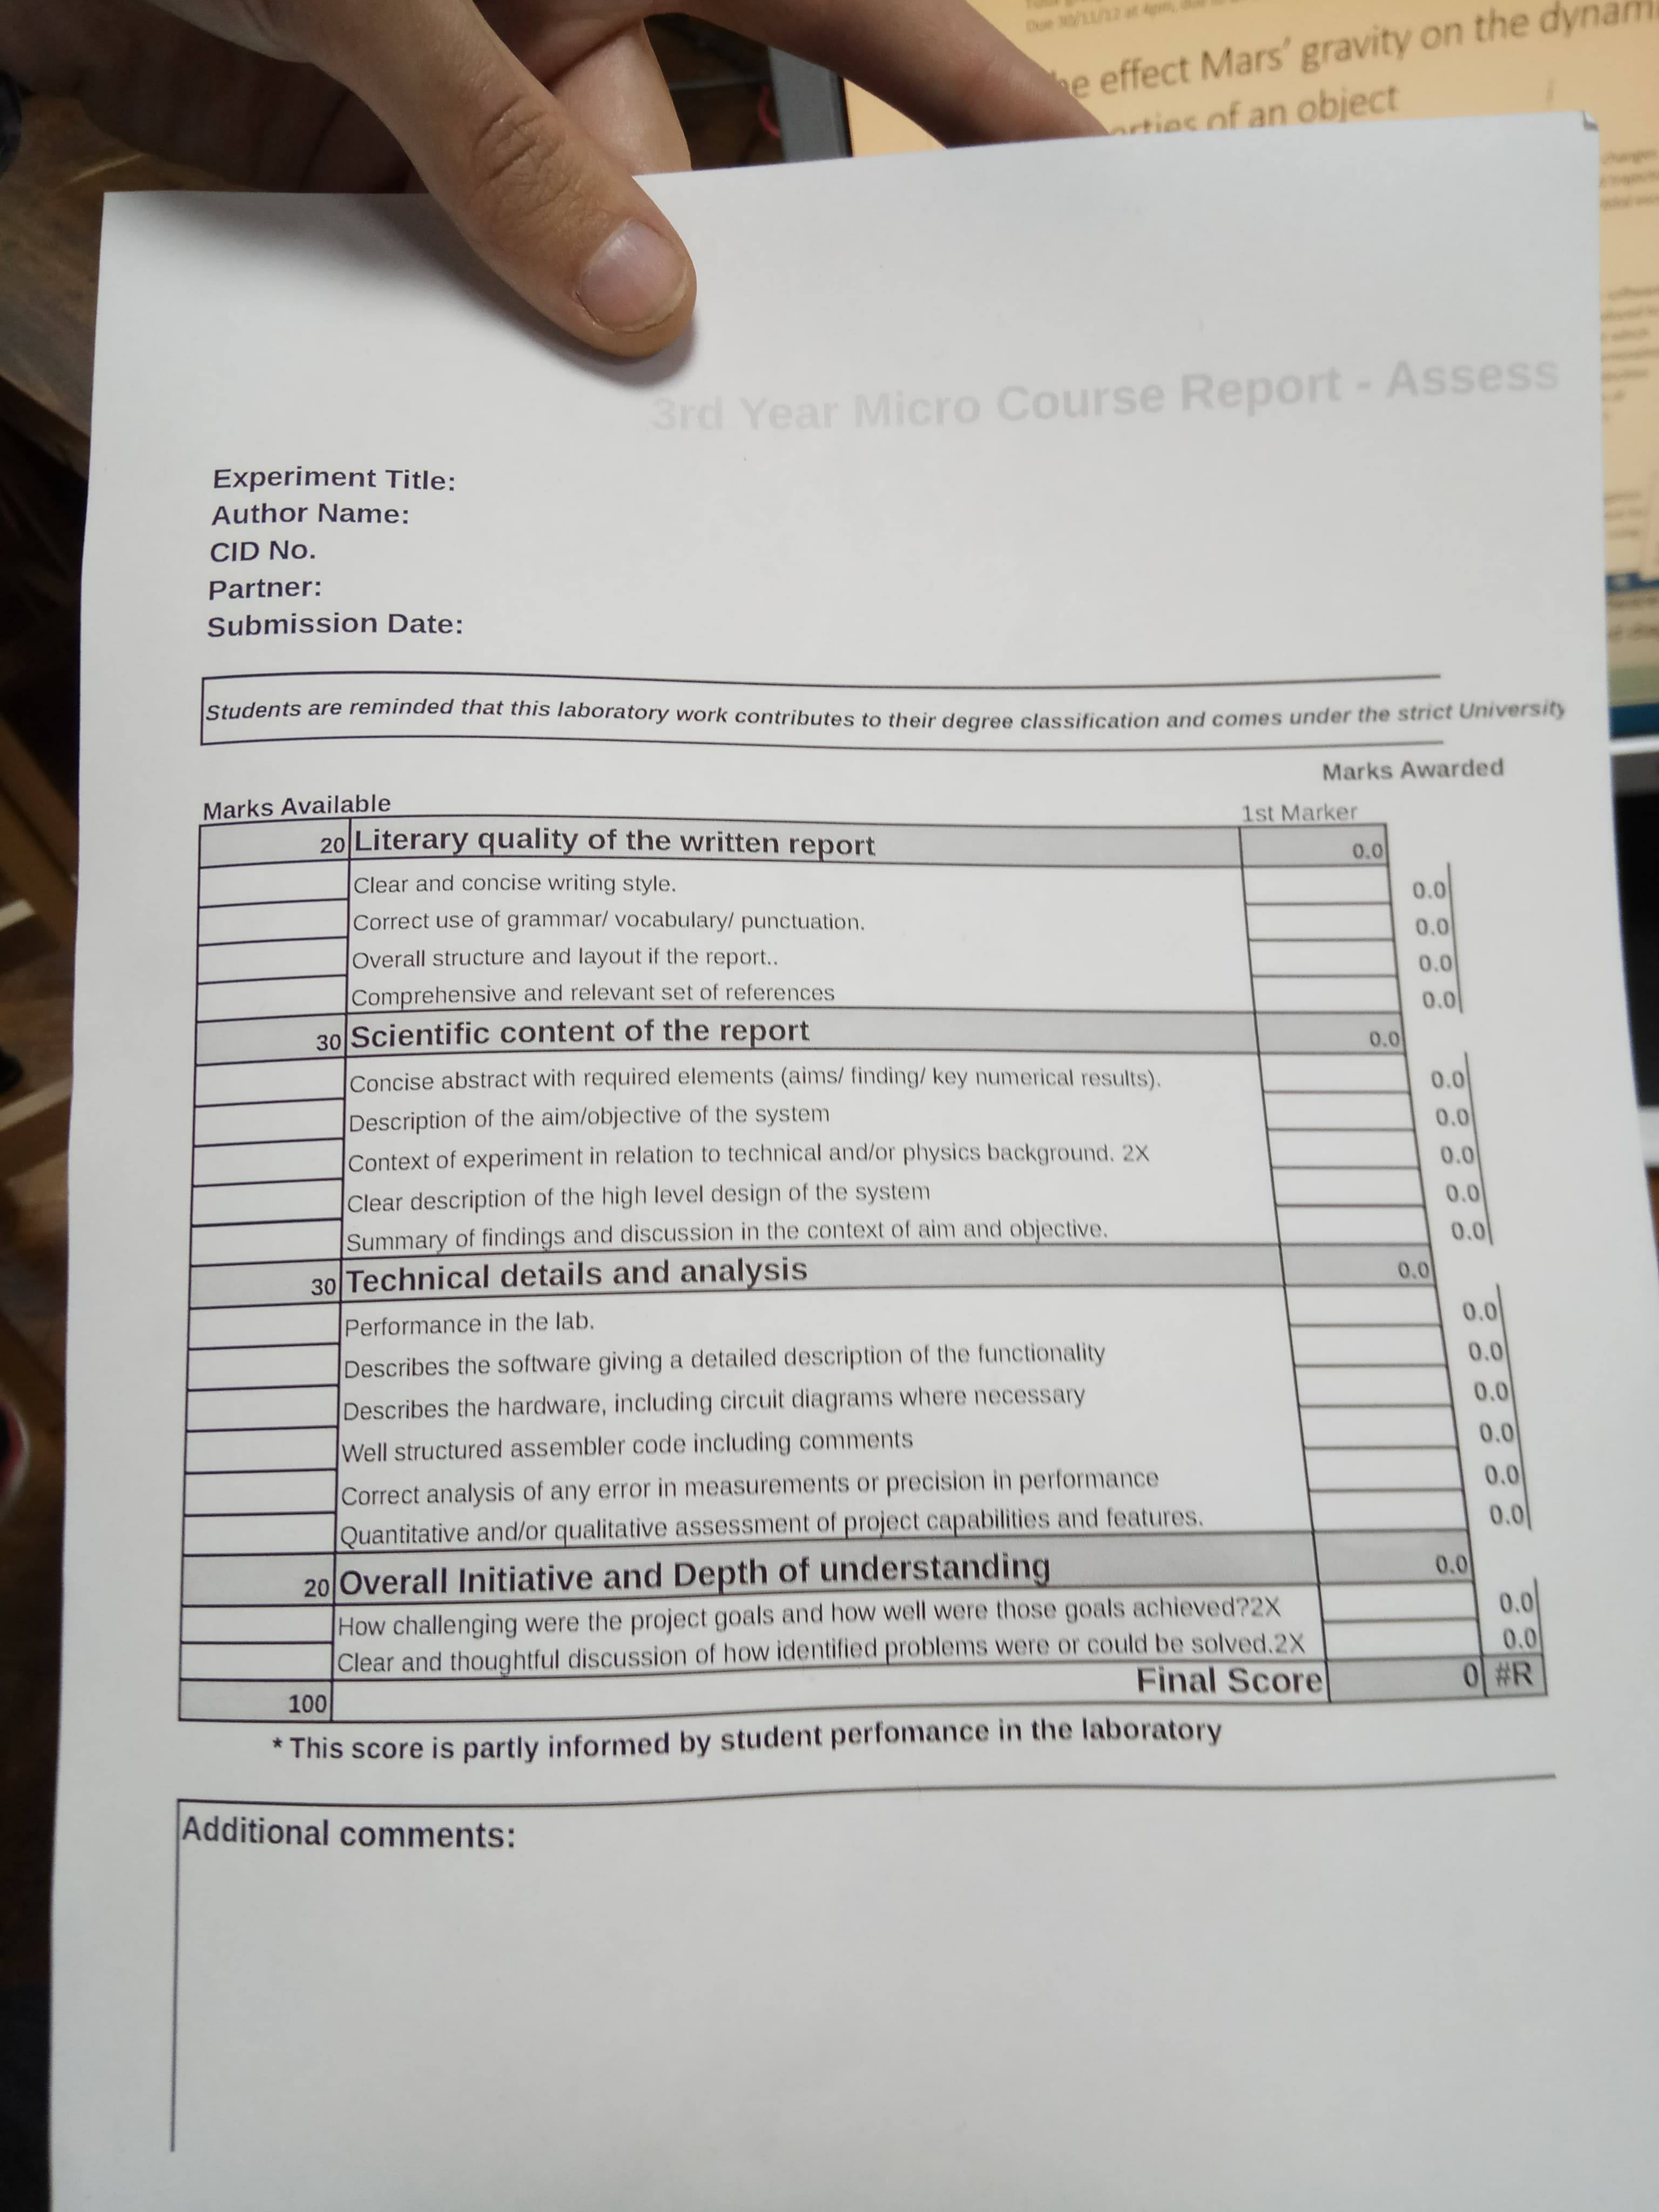 Due 30/11/17 at 4pm,
effect Mars' gravity on the
of an object
3rd Year Micro Course Report - Assess
Experiment Title:
Author Name:
CID No.
Partner:
Submission Date:
Students are reminded that this laboratory work contributes to their degree classification and comes under the strict University
Marks Awarded
Marks Available
1st Marker
20 Literary quality of the written report 0.0
Clear and concise writing style. 0.0
Correct use of grammar/ vocabulary/ punctuation. 0.0
Overall structure and layout if the report.. 0.0
Comprehensive and relevant set of references 0.0
30 Scientific content of the report 0.0
Concise abstract with required elements (aims/ finding/ key numerical results). 0.0
Description of the aim/objective of the system 0.0
Context of experiment in relation to technical and/or physics background. 2X 0.0
Clear description of the high level design of the system 0.0
Summary of findings and discussion in the context of aim and objective. 0.0
30 Technical details and analysis 0.0
Performance in the lab. 0.0
Describes the software giving a detailed description of the functionality 0.0
Describes the hardware, including circuit diagrams where necessary 0.0
Well structured assembler code including comments 0.0
Correct analysis of any error in measurements or precision in performance 0.0
Quantitative and/or qualitative assessment of project capabilities and features. 0.0
20 Overall Initiative and Depth of understanding 0.0
How challenging were the project goals and how well were those goals achieved?2X 0.0
Clear and thoughtful discussion of how identified problems were or could be solved.2X 0.0
100 Final Score 0 #R
* This score is partly informed by student perfomance in the laboratory
Additional comments: